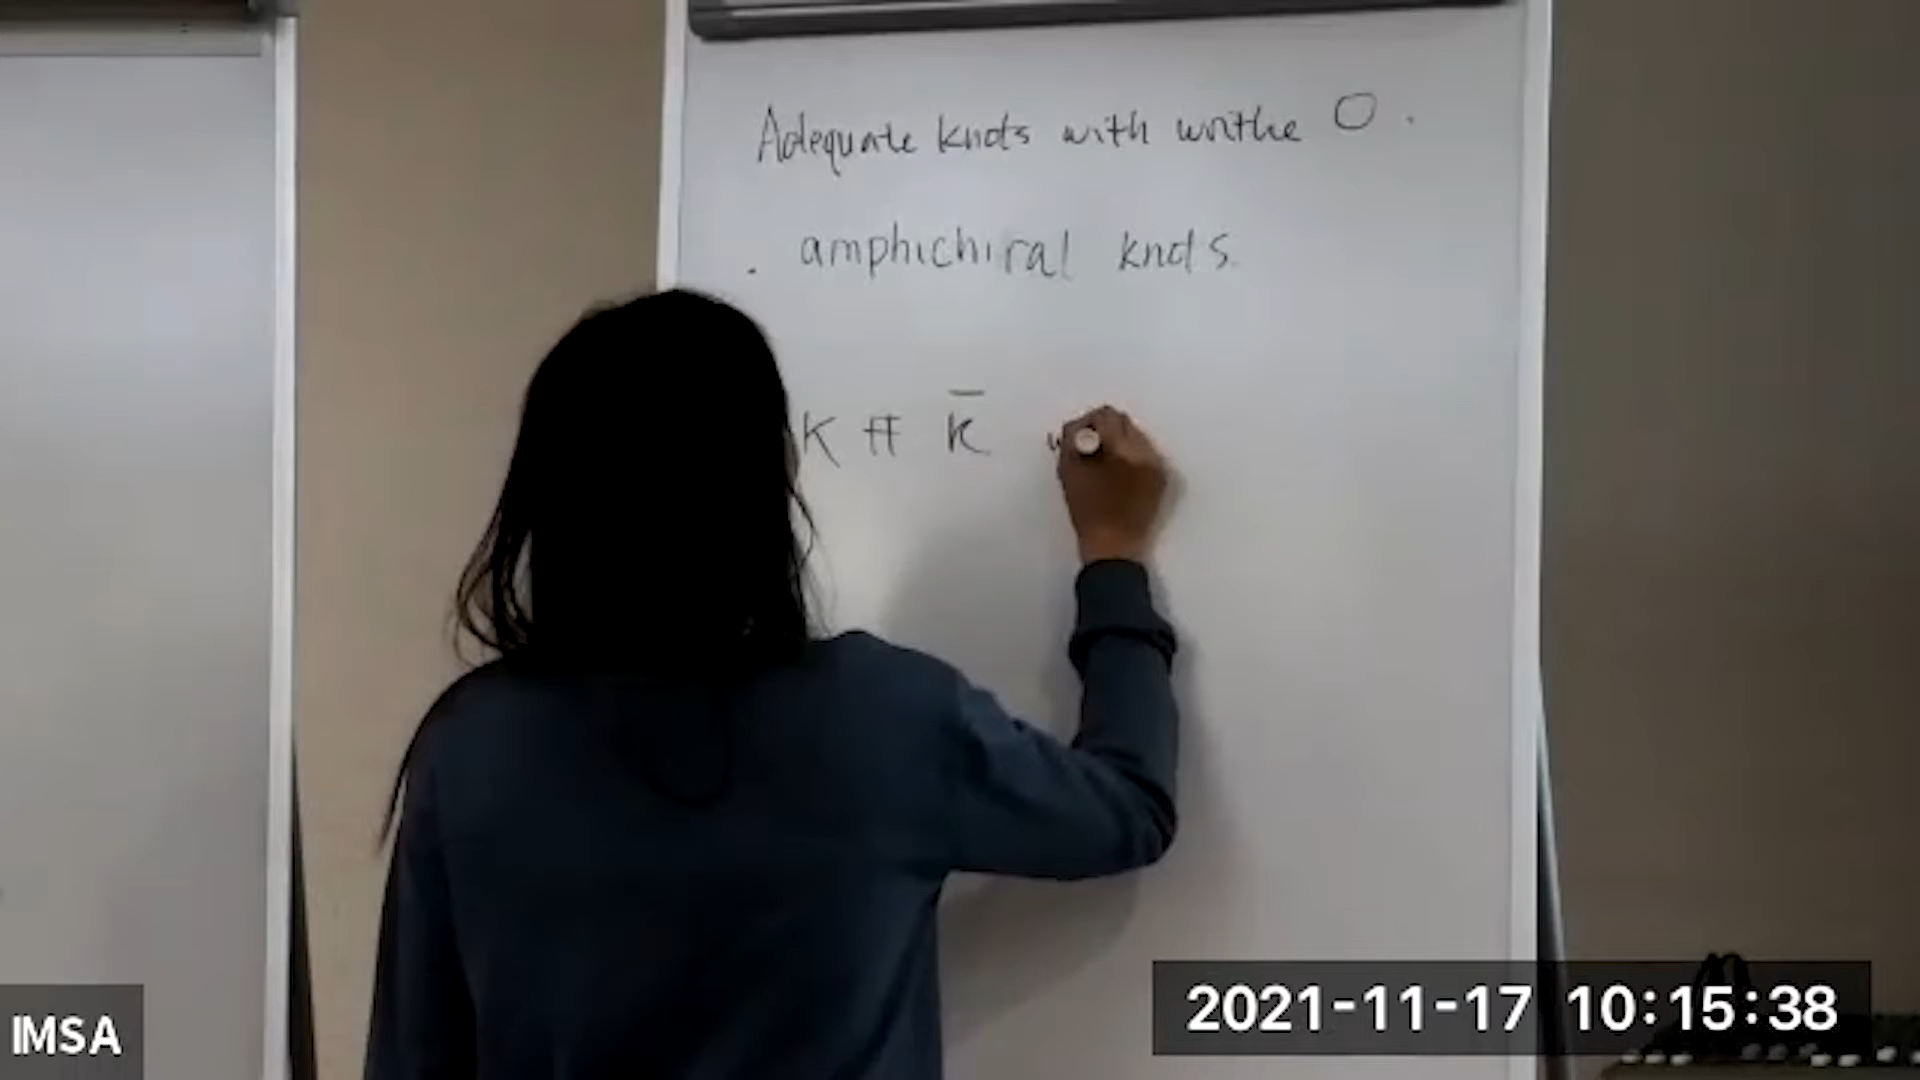 Adequate knots with writhe 0.
. amphichiral knots.
K # K̅ w
IMSA
2021-11-17 10:15:38